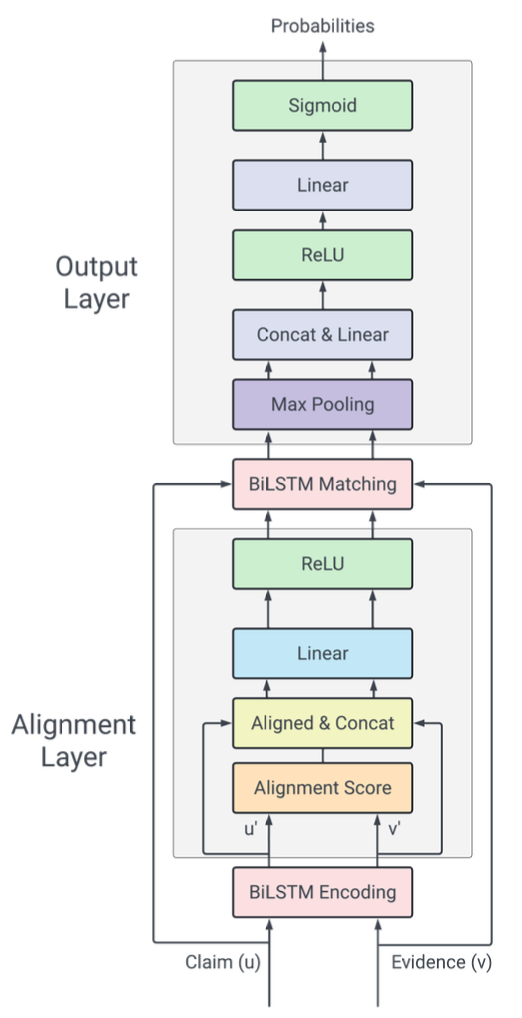 Probabilities
Sigmoid
Linear
ReLU
Output
Layer
Concat & Linear
Max Pooling
BiLSTM Matching
ReLU
Linear
Alignment
Layer
Aligned & Concat
Alignment Score
u' v'
BiLSTM Encoding
Claim (u) Evidence (v)